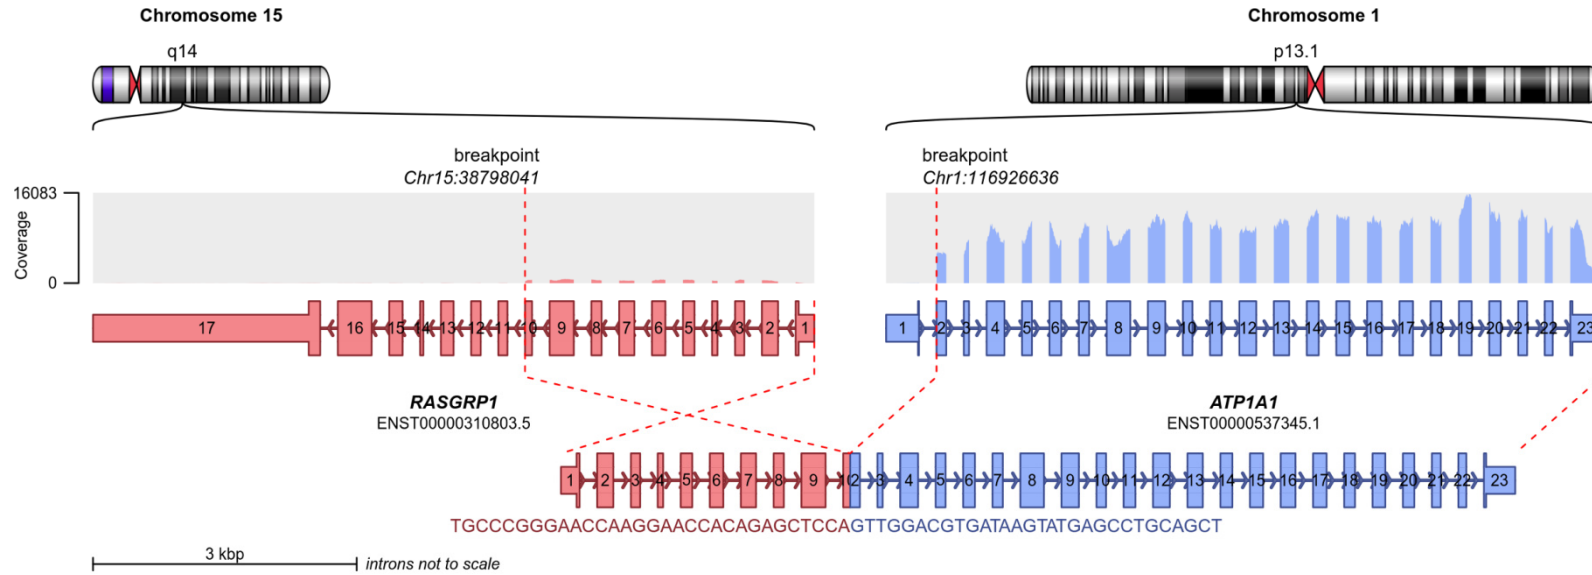 Chromosome 15
Chromosome 1
q14
p13.1
breakpoint
Chr15:38798041
breakpoint
Chr1:116926636
16083
Coverage
0
17 16 15 14 13 12 11 10 9 8 7 6 5 4 3 2 1
1 2 3 4 5 6 7 8 9 10 11 12 13 14 15 16 17 18 19 20 21 22 23
RASGRP1
ENST00000310803.5
ATP1A1
ENST00000537345.1
1 2 3 4 5 6 7 8 9 10 2 3 4 5 6 7 8 9 10 11 12 13 14 15 16 17 18 19 20 21 22 23
TGCCCGGGAACCAAGGAACCACAGAGCTCCAGTTGGACGTGATAAGTATGAGCCTGCAGCT
3 kbp
introns not to scale